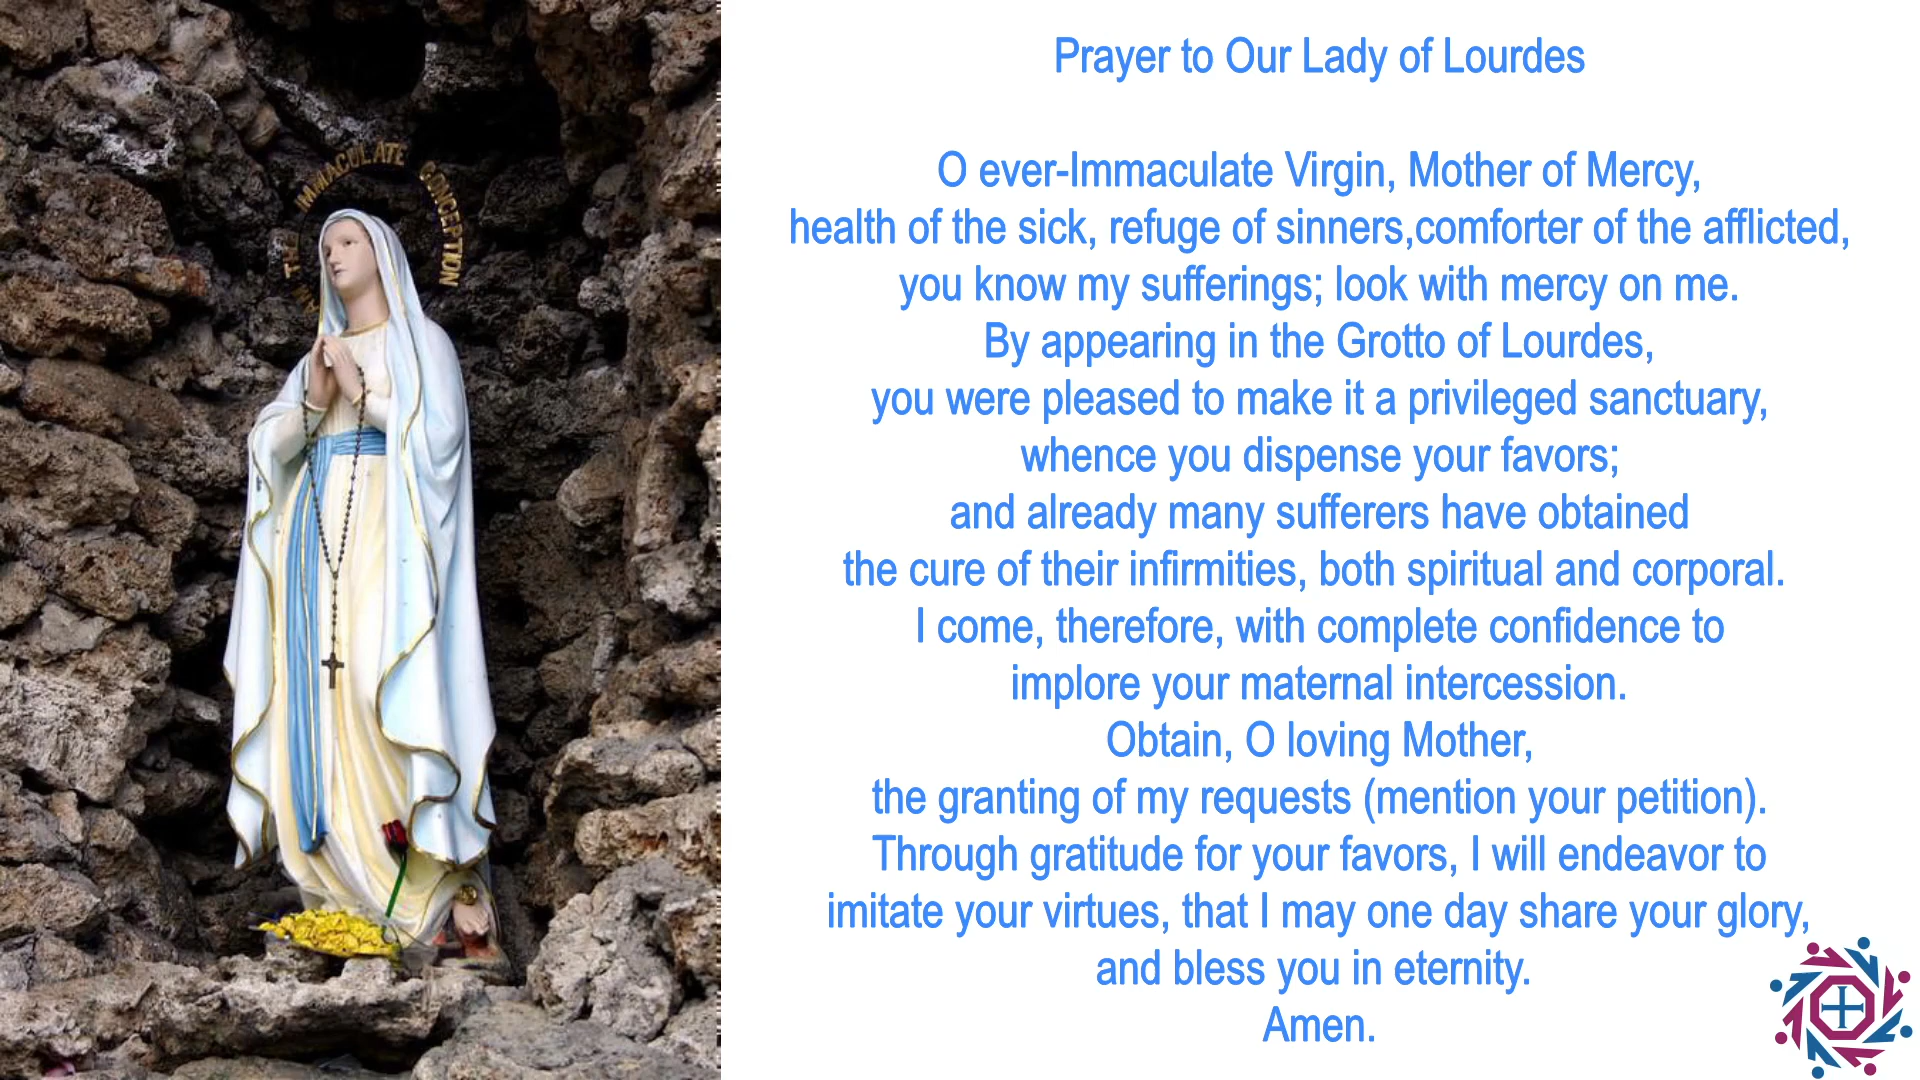 I AM THE IMMACULATE CONCEPTION
Prayer to Our Lady of Lourdes
O ever-Immaculate Virgin, Mother of Mercy,
health of the sick, refuge of sinners,comforter of the afflicted,
you know my sufferings; look with mercy on me.
By appearing in the Grotto of Lourdes,
you were pleased to make it a privileged sanctuary,
whence you dispense your favors;
and already many sufferers have obtained
the cure of their infirmities, both spiritual and corporal.
I come, therefore, with complete confidence to
implore your maternal intercession.
Obtain, O loving Mother,
the granting of my requests (mention your petition).
Through gratitude for your favors, I will endeavor to
imitate your virtues, that I may one day share your glory,
and bless you in eternity.
Amen.